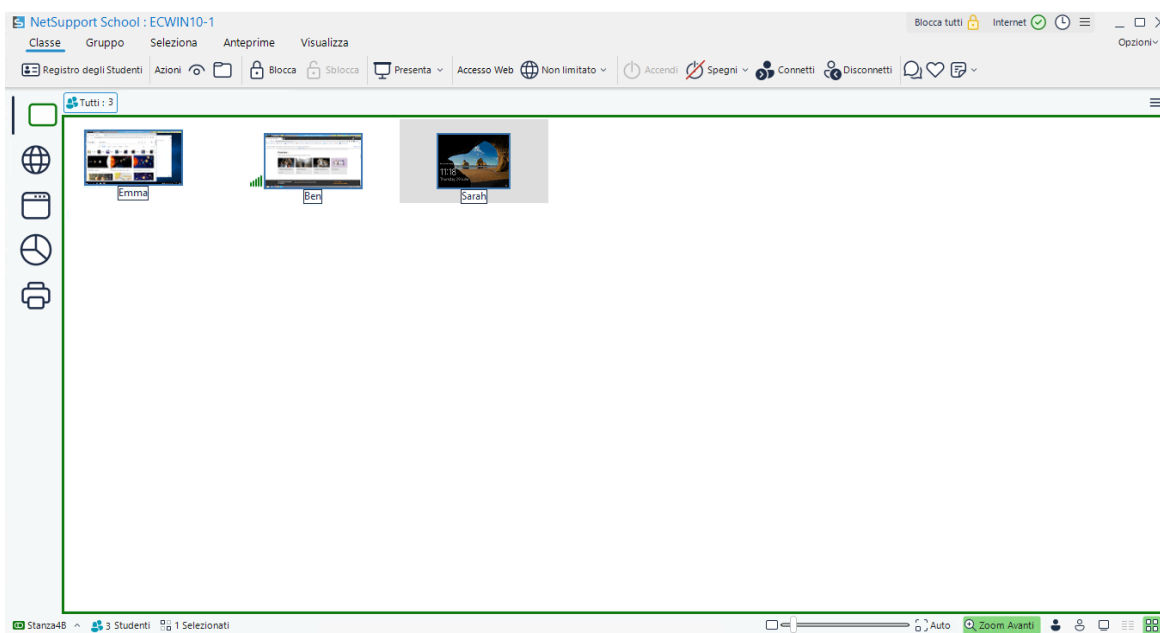 NetSupport School : ECWIN10-1
Blocca tutti Internet
Classe Gruppo Seleziona Anteprime Visualizza Opzioni
Registro degli Studenti Azioni Blocca Sblocca Presenta Accesso Web Non limitato Accendi Spegni Connetti Disconnetti
Tutti : 3
11:18
Emma
Ben
Sarah
Stanza4B 3 Studenti 1 Selezionati Auto Zoom Avanti